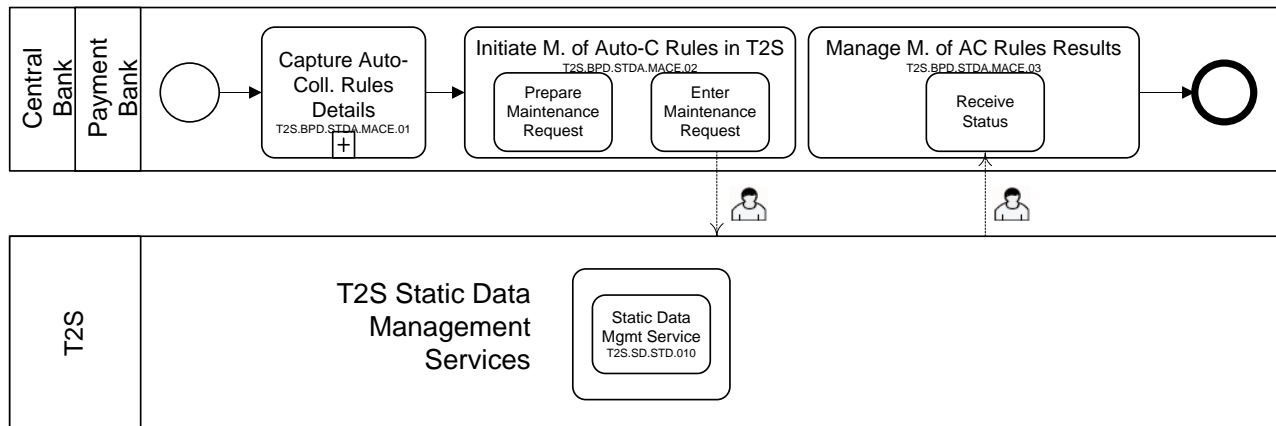 Central
Bank
Payment
Bank
Capture Auto-
Coll. Rules
Details
T2S.BPD.STDA.MACE.01
+
Initiate M. of Auto-C Rules in T2S
T2S.BPD.STDA.MACE.02
Prepare
Maintenance
Request
Enter
Maintenance
Request
Manage M. of AC Rules Results
T2S.BPD.STDA.MACE.03
Receive
Status
T2S
T2S Static Data
Management
Services
Static Data
Mgmt Service
T2S.SD.STD.010